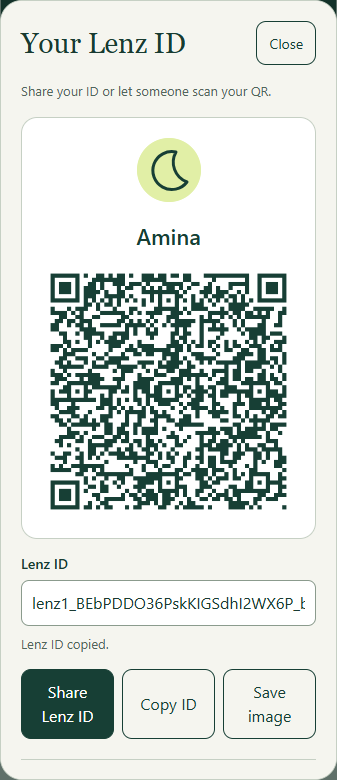 Your Lenz ID
Close
Share your ID or let someone scan your QR.
Amina
Lenz ID
lenz1_BEbPDDO36PskKIGSdhI2WX6P_b
Lenz ID copied.
Share
Lenz ID
Copy ID
Save
image